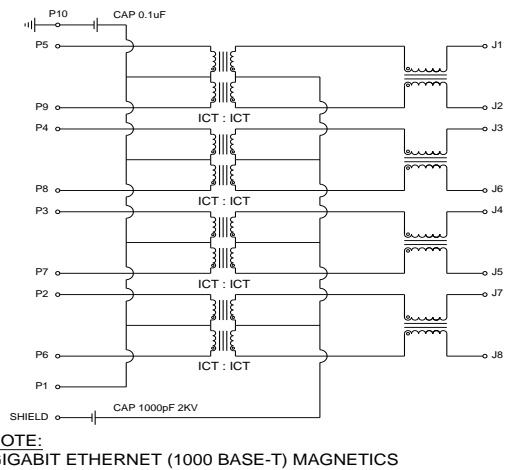 P10
CAP 0.1uF
P5
J1
P9
J2
ICT : ICT
P4
J3
P8
J6
ICT : ICT
P3
J4
P7
J5
ICT : ICT
P2
J7
P6
J8
ICT : ICT
P1
SHIELD
CAP 1000pF 2KV
OTE:
IGABIT ETHERNET (1000 BASE-T) MAGNETICS